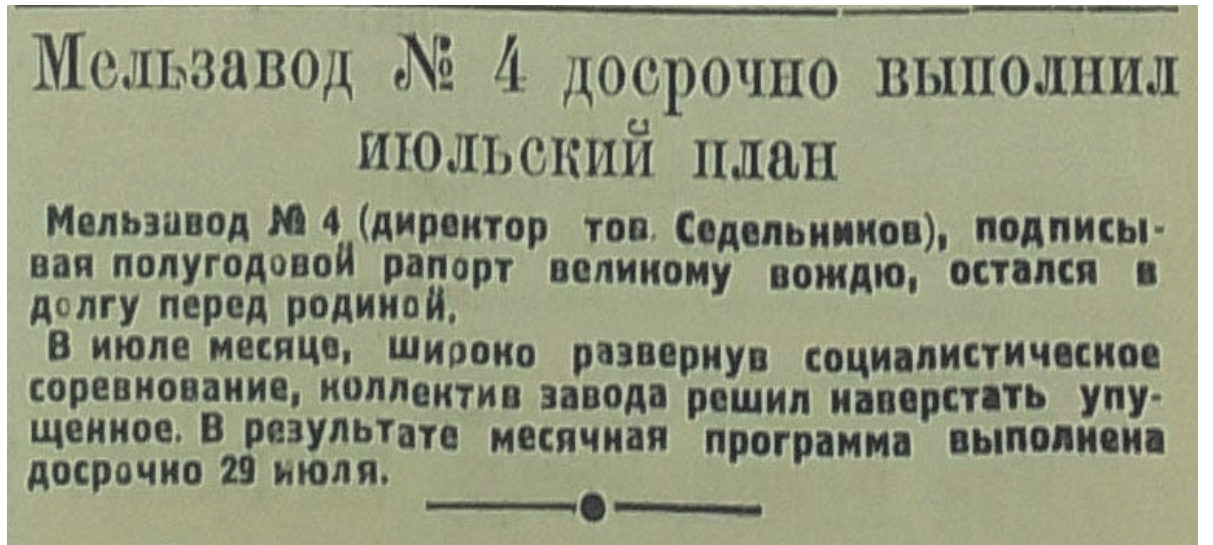 Мельзавод № 4 досрочно выполнил
июльский план
Мельзавод № 4 (директор тов. Седельников), подписы-
вая полугодовой рапорт великому вождю, остался в
долгу перед родиной.
В июле месяце, широко развернув социалистическое
соревнование, коллектив завода решил наверстать упу-
щенное. В результате месячная программа выполнена
досрочно 29 июля.